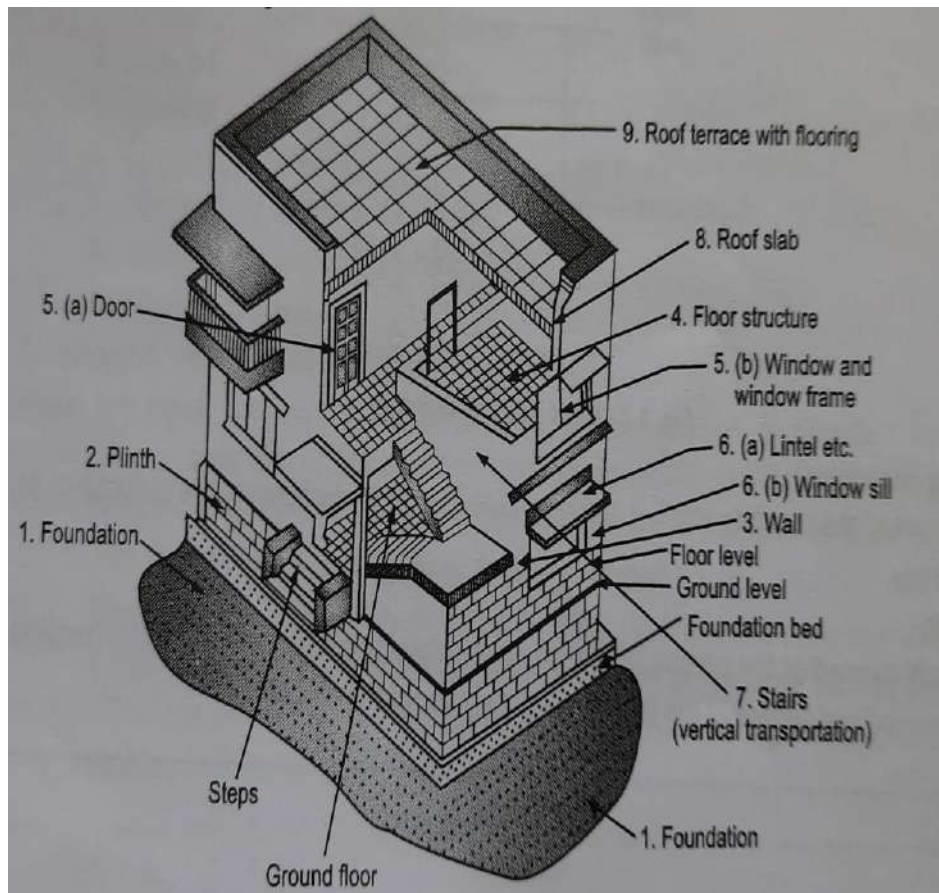 9. Roof terrace with flooring
8. Roof slab
5. (a) Door
4. Floor structure
5. (b) Window and
window frame
6. (a) Lintel etc.
2. Plinth
6. (b) Window sill
1. Foundation
3. Wall
Floor level
Ground level
Foundation bed
7. Stairs
(vertical transportation)
Steps
1. Foundation
Ground floor